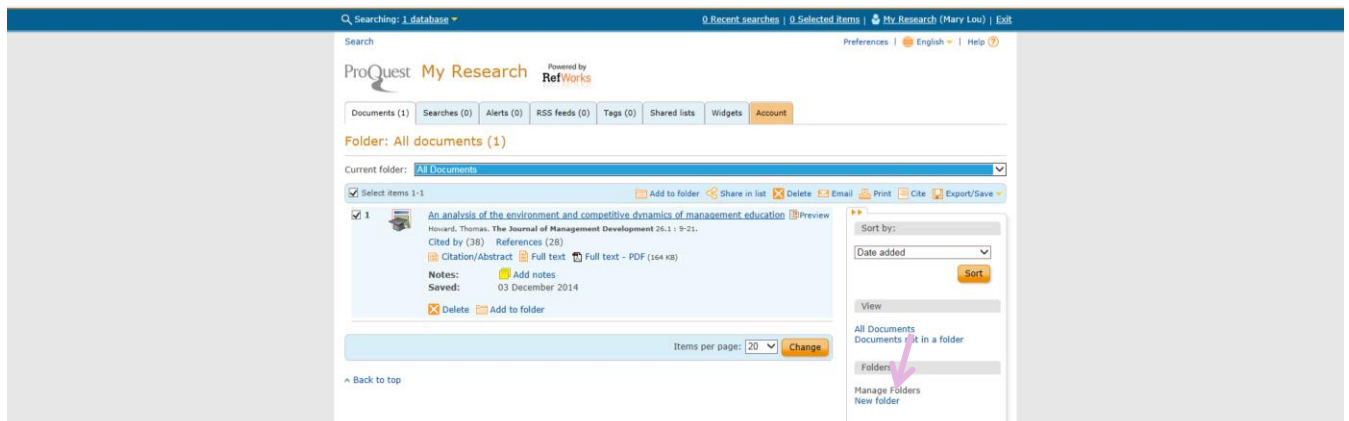 Searching: 1 database
0 Recent searches | 0 Selected items | My Research (Mary Lou) | Exit
Search
Preferences | English | Help ?
ProQuest My Research Powered by RefWorks
Documents (1) Searches (0) Alerts (0) RSS feeds (0) Tags (0) Shared lists Widgets Account
Folder: All documents (1)
Current folder: All Documents
Select items 1-1
Add to folder Share in list Delete Email Print Cite Export/Save
1 An analysis of the environment and competitive dynamics of management education Preview
Howard, Thomas. The Journal of Management Development 26.1 : 9-21.
Cited by (38) References (28)
Citation/Abstract Full text Full text - PDF (164 KB)
Notes: Add notes
Saved: 03 December 2014
Delete Add to folder
Items per page: 20 Change
^ Back to top
Sort by:
Date added
Sort
View
All Documents
Documents not in a folder
Folders
Manage Folders
New folder